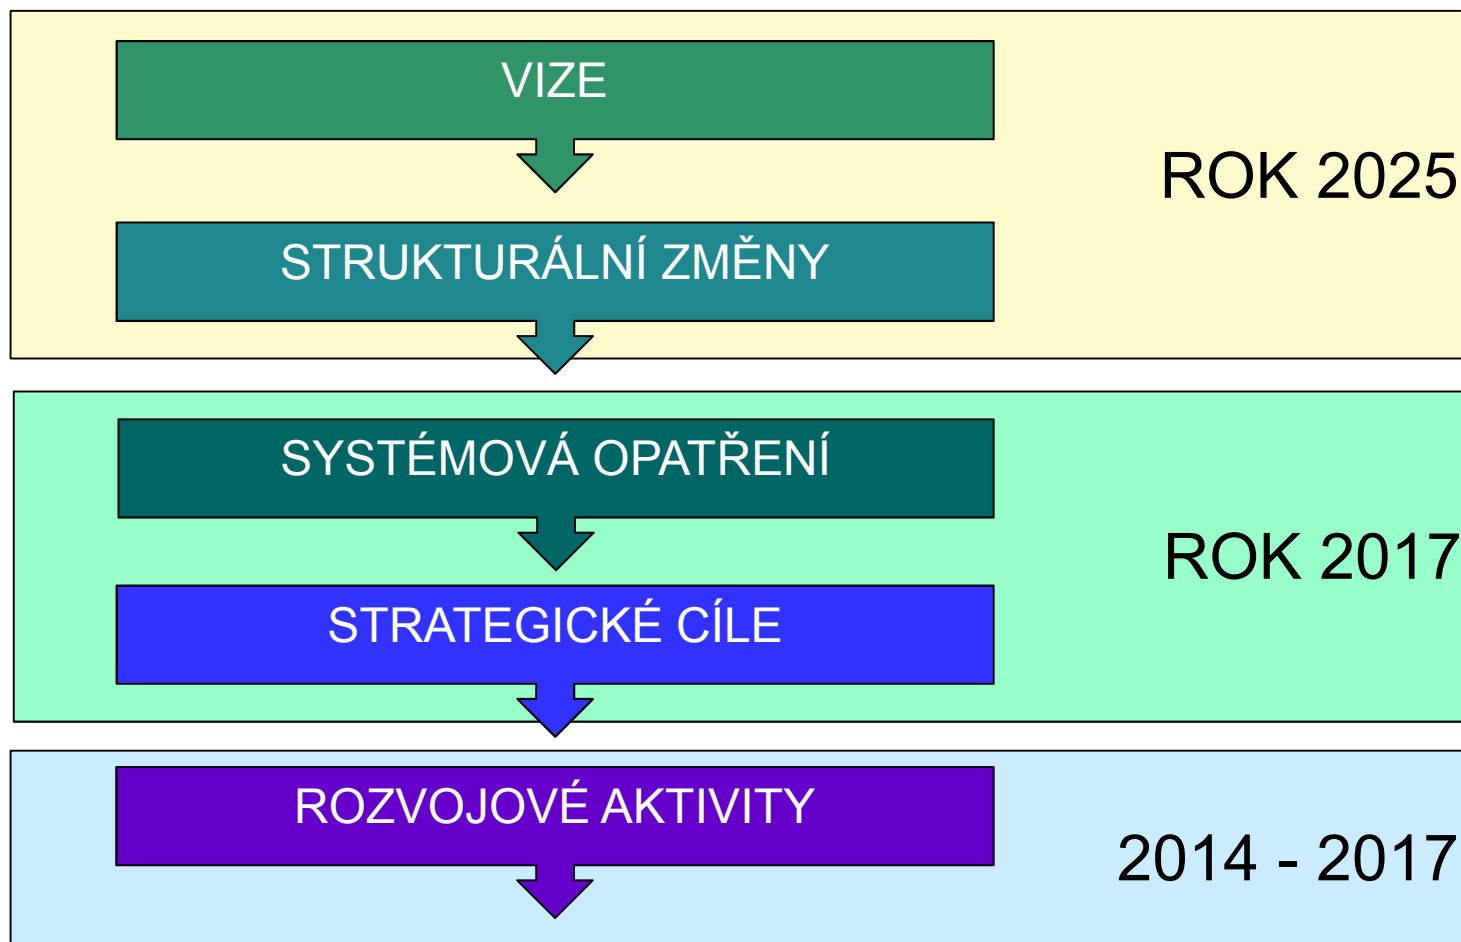 VIZE
ROK 2025
STRUKTURÁLNÍ ZMĚNY
SYSTÉMOVÁ OPATŘENÍ
ROK 2017
STRATEGICKÉ CÍLE
ROZVOJOVÉ AKTIVITY
2014 - 2017